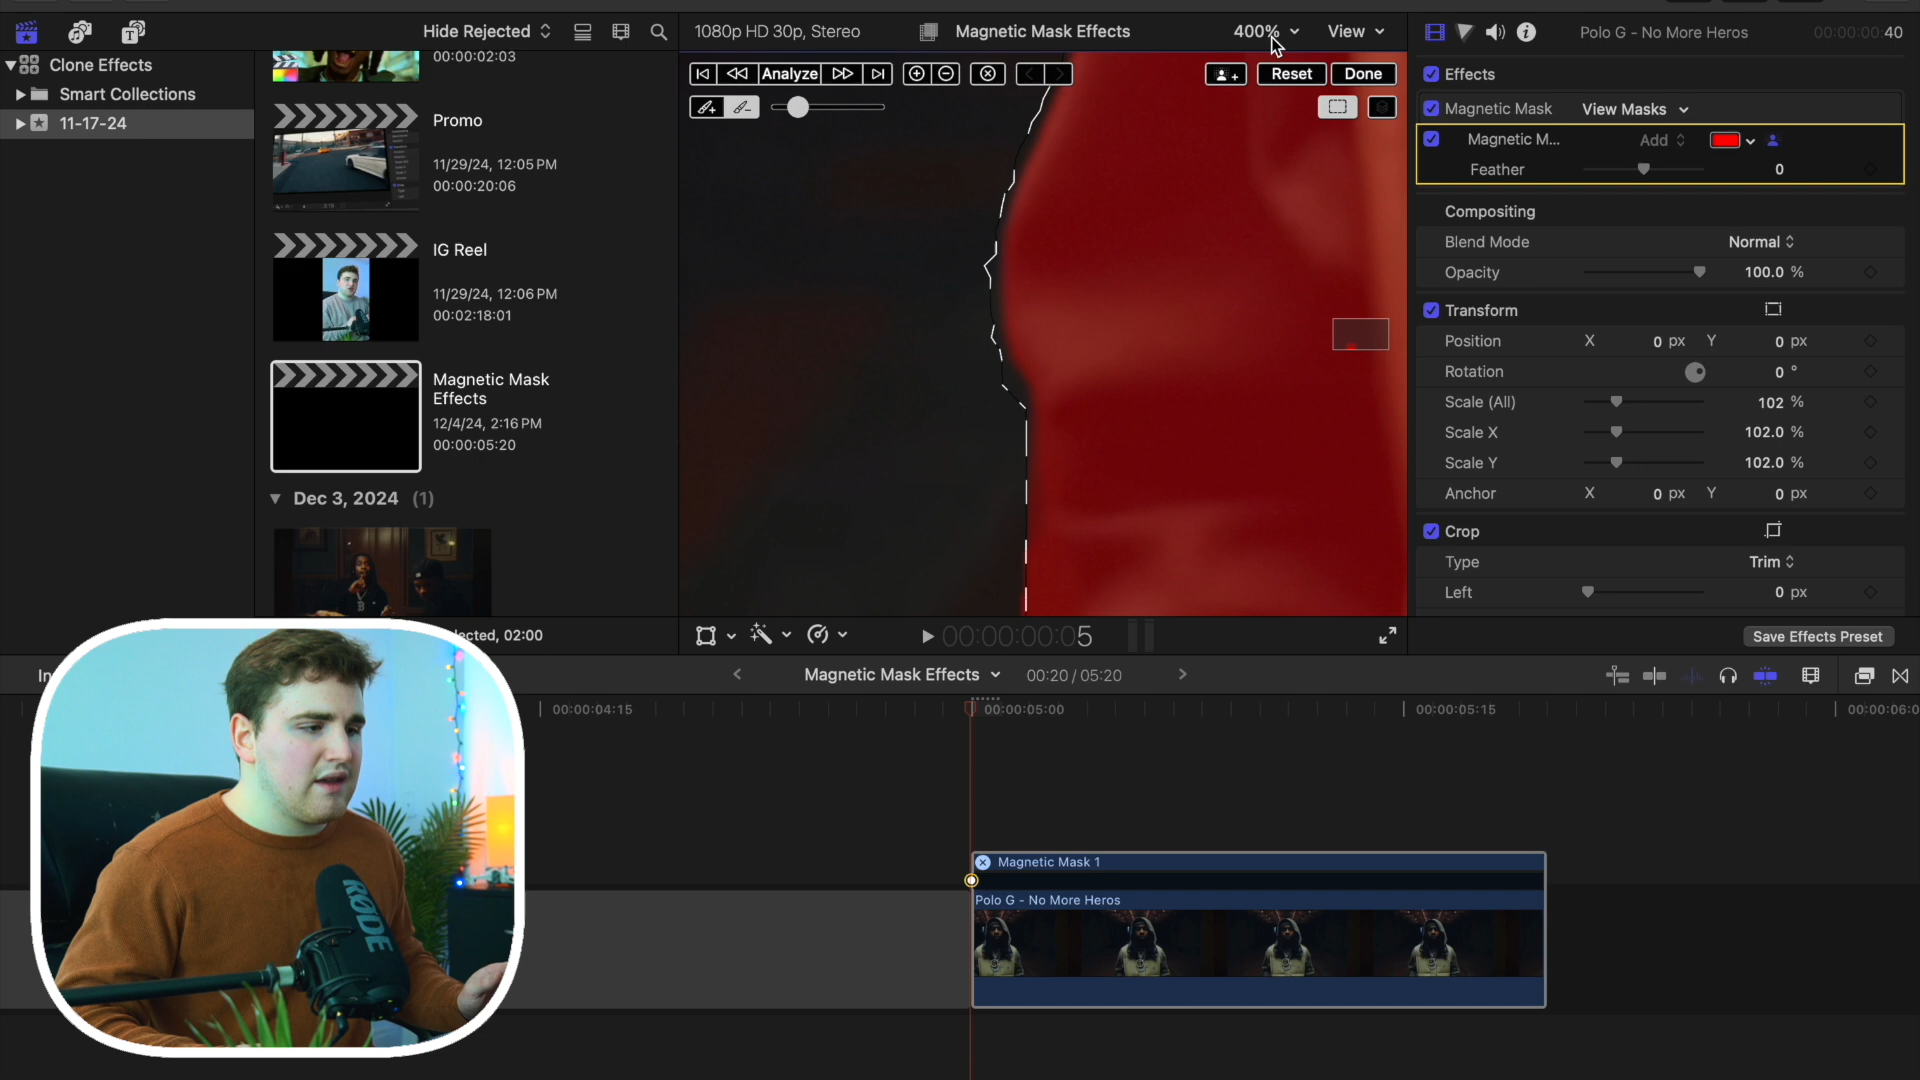 Hide Rejected
1080p HD 30p, Stereo
Magnetic Mask Effects
400%
View
Polo G - No More Heros
00:00:00:40
Clone Effects
Smart Collections
11-17-24
00:00:02:03
Promo
11/29/24, 12:05 PM
00:00:20:06
IG Reel
11/29/24, 12:06 PM
00:02:18:01
Magnetic Mask
Effects
12/4/24, 2:16 PM
00:00:05:20
Dec 3, 2024 (1)
Analyze
Reset
Done
Effects
Magnetic Mask
View Masks
Magnetic M...
Add
Feather
0
Compositing
Blend Mode
Normal
Opacity
100.0 %
Transform
Position
X
0 px
Y
0 px
Rotation
0 °
Scale (All)
102 %
Scale X
102.0 %
Scale Y
102.0 %
Anchor
X
0 px
Y
0 px
Crop
Type
Trim
Left
0 px
ected, 02:00
00:00:00:05
Save Effects Preset
In
Magnetic Mask Effects
00:20 / 05:20
00:00:04:15
00:00:05:00
00:00:05:15
00:00:06:0
Magnetic Mask 1
Polo G - No More Heros
RØDE